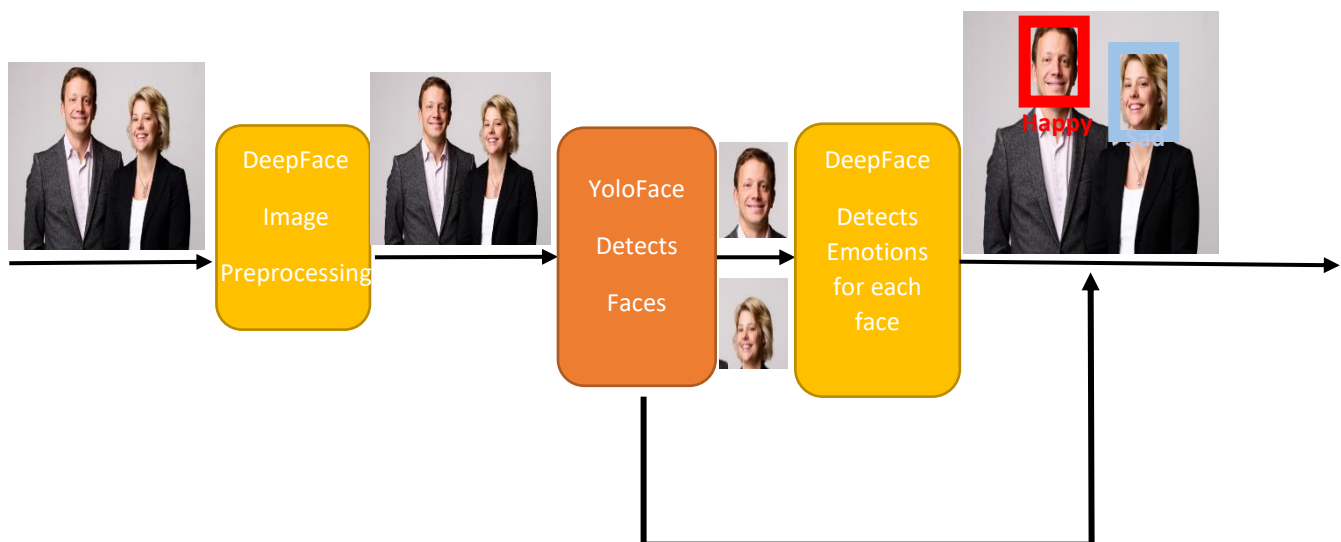 DeepFace
Image
Preprocessing
YoloFace
Detects
Faces
DeepFace
Detects
Emotions
for each
face
Happy